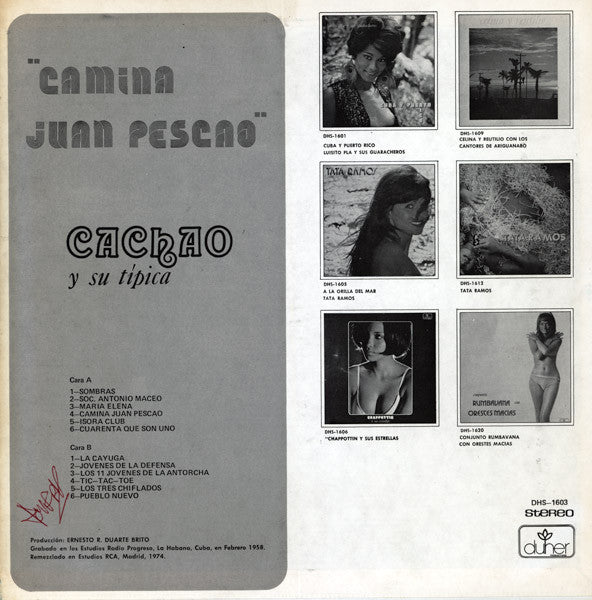 "CAMINA
JUAN PESCAO"
CACHAO
y su típica
Cara A
1—SOMBRAS
2—SOC. ANTONIO MACEO
3—MARIA ELENA
4—CAMINA JUAN PESCAO
5—ISORA CLUB
6—CUARENTA QUE SON UNO
Cara B
1—LA CAYUGA
2—JOVENES DE LA DEFENSA
3—LOS 11 JOVENES DE LA ANTORCHA
4—TIC-TAC-TOE
5—LOS TRES CHIFLADOS
6—PUEBLO NUEVO
Producción: ERNESTO R. DUARTE BRITO
Grabado en los Estudios Radio Progreso, La Habana, Cuba, en Febrero 1958.
Remezclado en Estudios RCA, Madrid, 1974.
CUBA Y PUERTO
DHS-1601
CUBA Y PUERTO RICO
LUISITO PLA Y SUS GUARACHEROS
celina y reutilio
DHS-1609
CELINA Y REUTILIO CON LOS
CANTORES DE ARIGUANABO
TATA RAMOS
DHS-1605
A LA ORILLA DEL MAR
TATA RAMOS
TATA RAMOS
DHS-1613
TATA RAMOS
CHAPPOTTIN
DHS-1606
"CHAPPOTTIN Y SUS ESTRELLAS
conjunto
RUMBAVANA con
ORESTES MACIAS
DHS-1620
CONJUNTO RUMBAVANA
CON ORESTES MACIAS
DHS-1603
stereo
duher